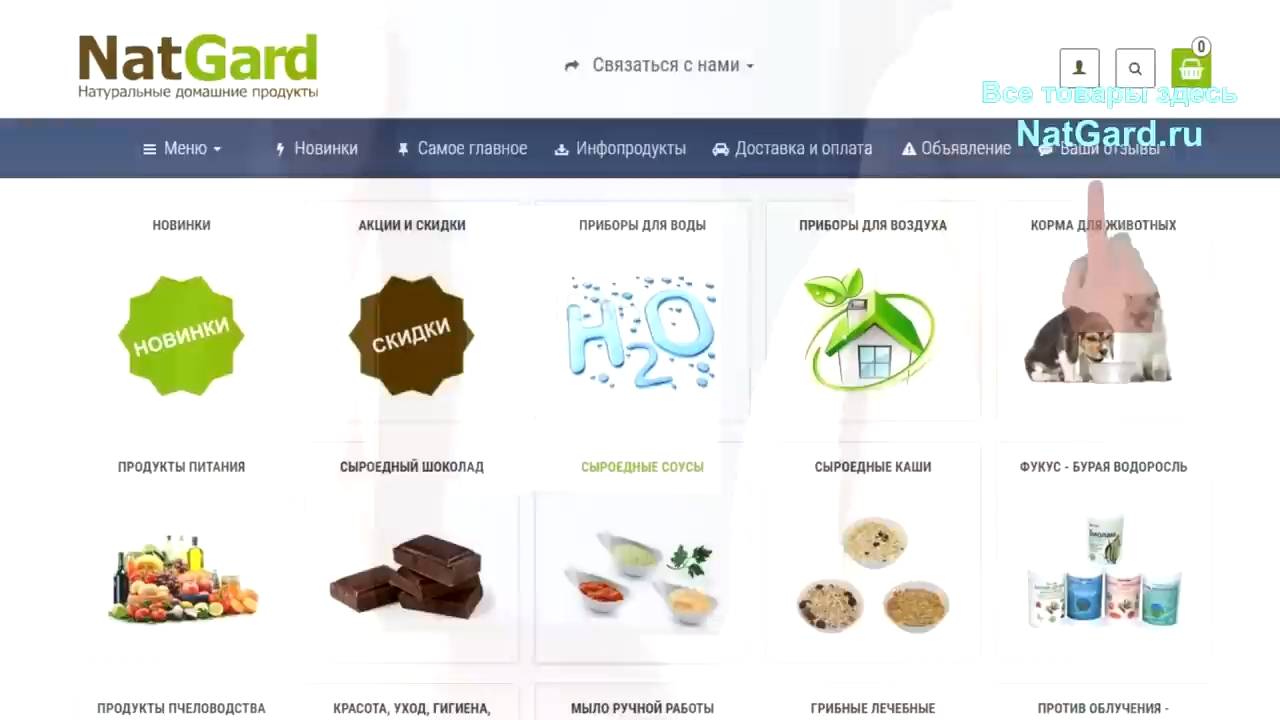 NatGard
Натуральные домашние продукты
Связаться с нами
0
Все товары здесь
NatGard.ru
Меню
Новинки
Самое главное
Инфопродукты
Доставка и оплата
Объявление
Ваши отзывы
НОВИНКИ
АКЦИИ И СКИДКИ
ПРИБОРЫ ДЛЯ ВОДЫ
ПРИБОРЫ ДЛЯ ВОЗДУХА
КОРМА ДЛЯ ЖИВОТНЫХ
НОВИНКИ
СКИДКИ
H2O
ПРОДУКТЫ ПИТАНИЯ
СЫРОЕДНЫЙ ШОКОЛАД
СЫРОЕДНЫЕ СОУСЫ
СЫРОЕДНЫЕ КАШИ
ФУКУС - БУРАЯ ВОДОРОСЛЬ
ПРОДУКТЫ ПЧЕЛОВОДСТВА
КРАСОТА, УХОД, ГИГИЕНА,
МЫЛО РУЧНОЙ РАБОТЫ
ГРИБНЫЕ ЛЕЧЕБНЫЕ
ПРОТИВ ОБЛУЧЕНИЯ -